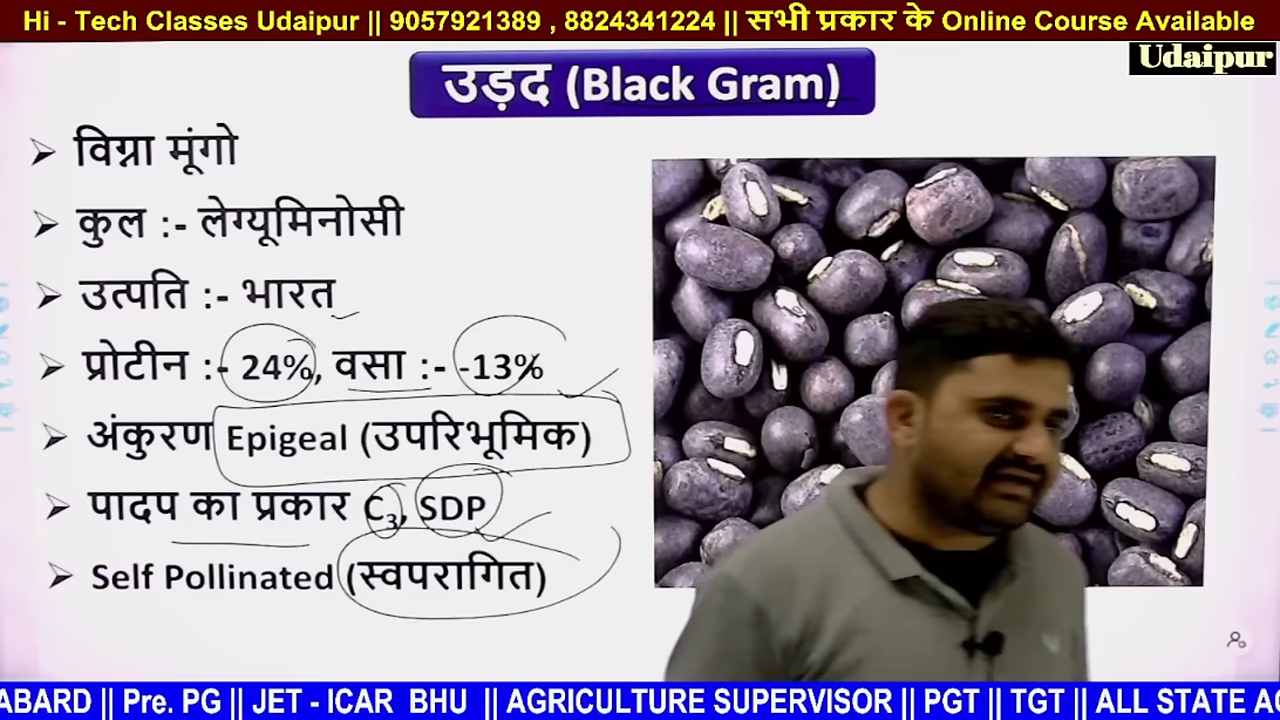 Hi - Tech Classes Udaipur || 9057921389 , 8824341224 || सभी प्रकार के Online Course Available
Udaipur
उड़द (Black Gram)
➢ विग्ना मूंगो
➢ कुल :- लेग्यूमिनोसी
➢ उत्पति :- भारत
➢ प्रोटीन :- 24%, वसा :- -13%
➢ अंकुरण Epigeal (उपरिभूमिक)
➢ पादप का प्रकार C₃, SDP
➢ Self Pollinated (स्वपरागित)
ABARD || Pre. PG || JET - ICAR BHU || AGRICULTURE SUPERVISOR || PGT || TGT || ALL STATE AG